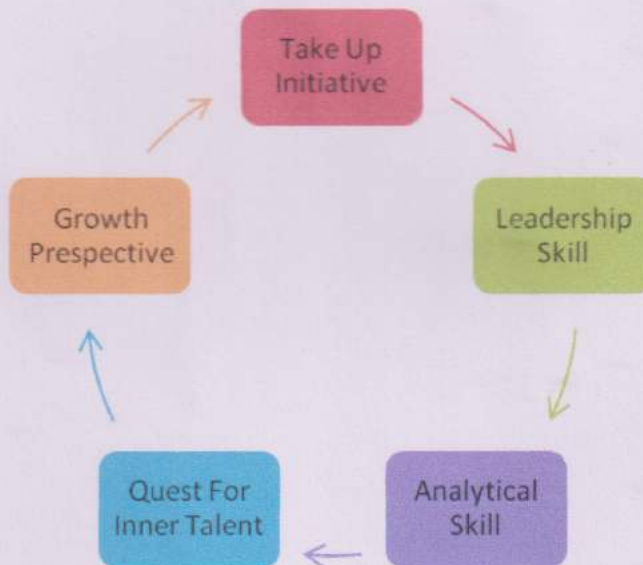 Take Up
Initiative
Leadership
Skill
Analytical
Skill
Quest For
Inner Talent
Growth
Prespective